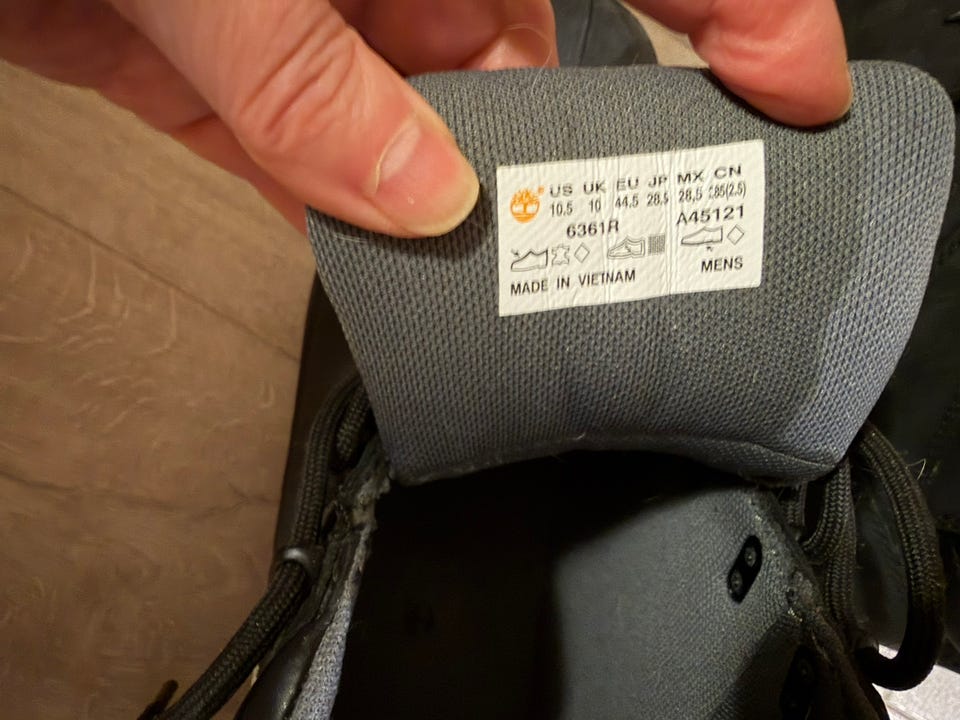 US UK EU JP MX CN
10.5 10 44.5 28.5 28.5 285(2.5)
6361R A45121
MADE IN VIETNAM MENS